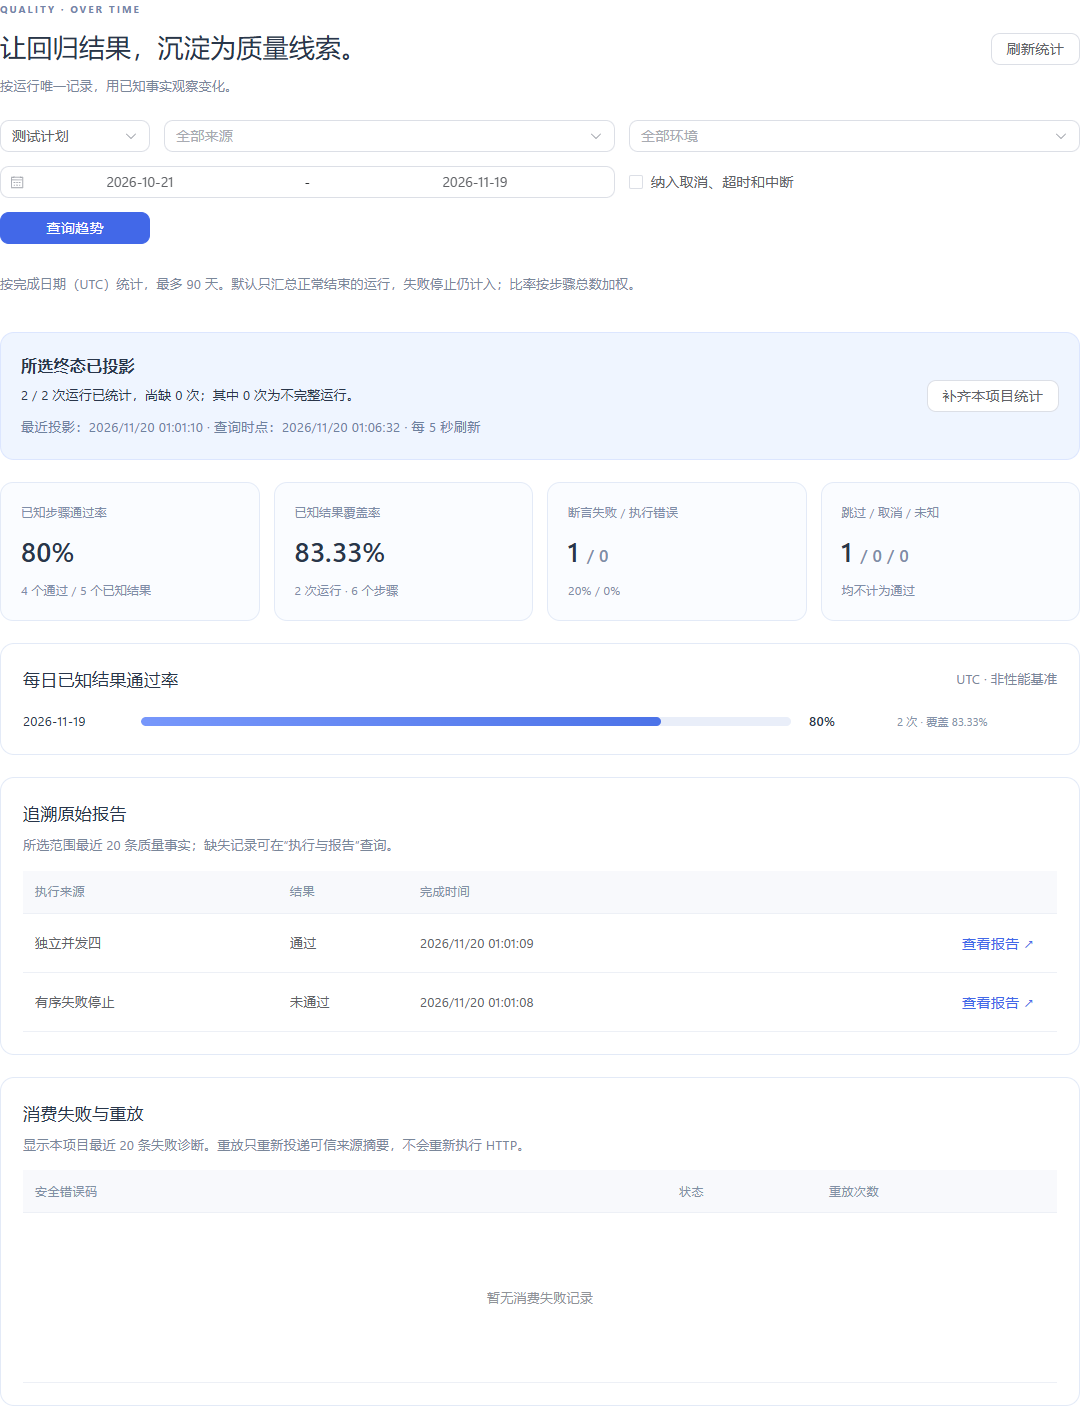 QUALITY · OVER TIME
让回归结果，沉淀为质量线索。
刷新统计
按运行唯一记录，用已知事实观察变化。
测试计划
全部来源
全部环境
2026-10-21 - 2026-11-19
纳入取消、超时和中断
查询趋势
按完成日期（UTC）统计，最多 90 天。默认只汇总正常结束的运行，失败停止仍计入；比率按步骤总数加权。
所选终态已投影
2 / 2 次运行已统计，尚缺 0 次；其中 0 次为不完整运行。
补齐本项目统计
最近投影：2026/11/20 01:01:10 · 查询时点：2026/11/20 01:06:32 · 每 5 秒刷新
已知步骤通过率
80%
4 个通过 / 5 个已知结果
已知结果覆盖率
83.33%
2 次运行 · 6 个步骤
断言失败 / 执行错误
1 / 0
20% / 0%
跳过 / 取消 / 未知
1 / 0 / 0
均不计为通过
每日已知结果通过率
UTC · 非性能基准
2026-11-19 80% 2 次 · 覆盖 83.33%
追溯原始报告
所选范围最近 20 条质量事实；缺失记录可在“执行与报告”查询。
执行来源 结果 完成时间
独立并发四 通过 2026/11/20 01:01:09 查看报告 ↗
有序失败停止 未通过 2026/11/20 01:01:08 查看报告 ↗
消费失败与重放
显示本项目最近 20 条失败诊断。重放只重新投递可信来源摘要，不会重新执行 HTTP。
安全错误码 状态 重放次数
暂无消费失败记录